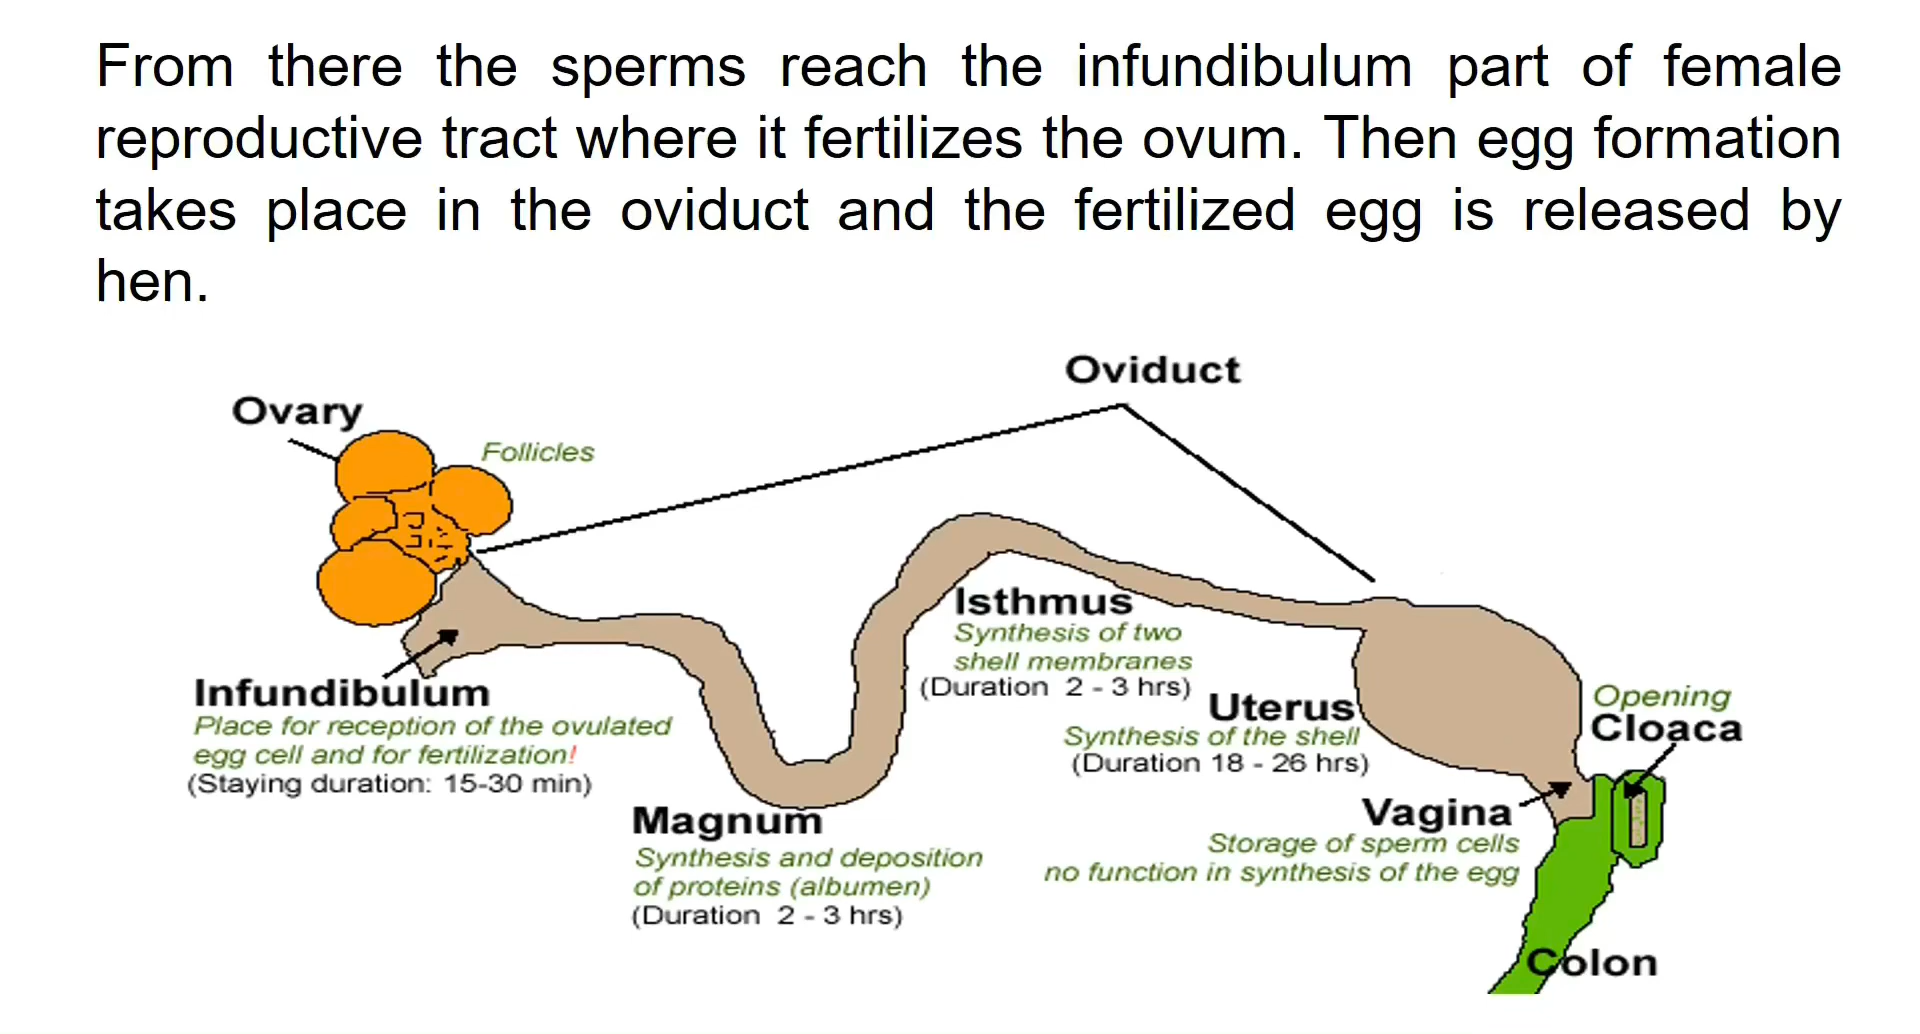 From there the sperms reach the infundibulum part of female
reproductive tract where it fertilizes the ovum. Then egg formation
takes place in the oviduct and the fertilized egg is released by
hen.
Oviduct
Ovary
Follicles
Isthmus
Synthesis of two
shell membranes
(Duration 2 - 3 hrs)
Infundibulum
Place for reception of the ovulated
egg cell and for fertilization!
(Staying duration: 15-30 min)
Uterus
Synthesis of the shell
(Duration 18 - 26 hrs)
Opening
Cloaca
Magnum
Synthesis and deposition
of proteins (albumen)
(Duration 2 - 3 hrs)
Vagina
Storage of sperm cells
no function in synthesis of the egg
Colon